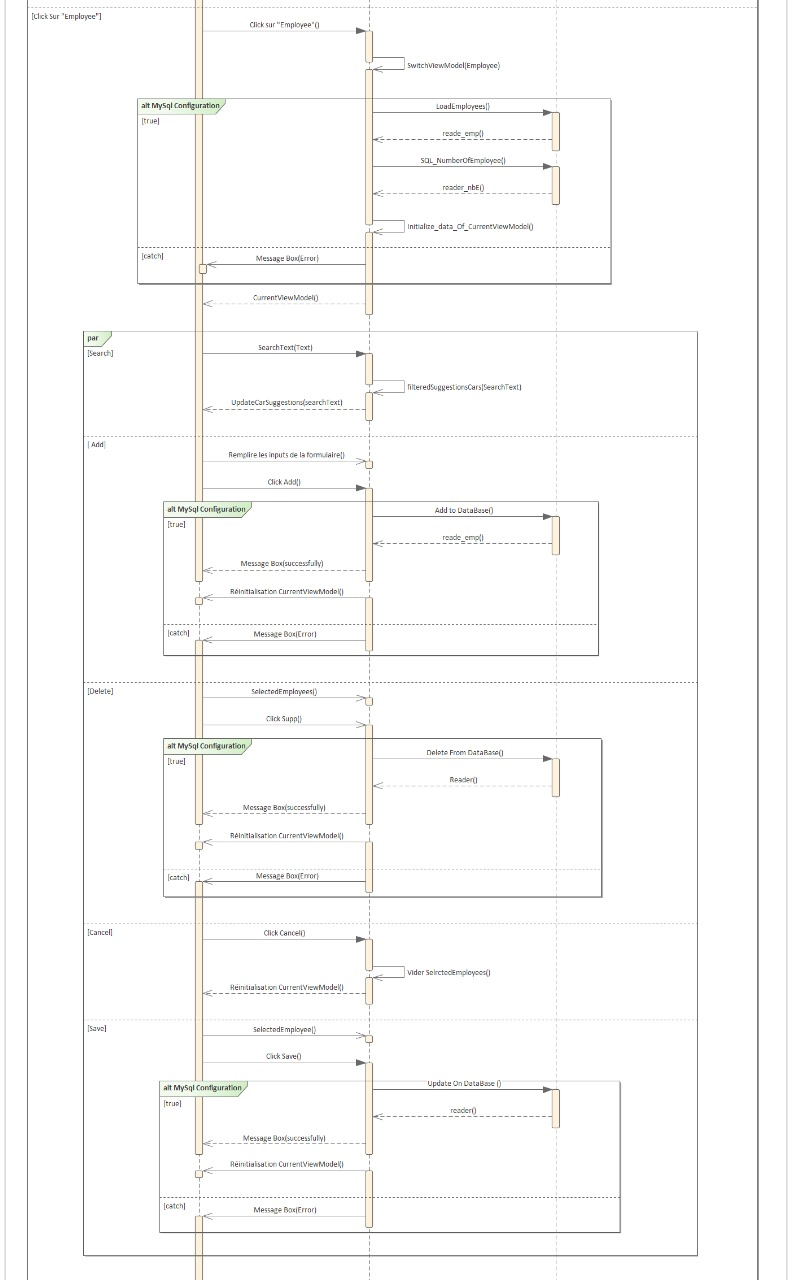 [Click Sur "Employee"]
Click sur "Employee"()
SwitchViewModel(Employee)
alt MySql Configuration
LoadEmployees()
[true]
reade_emp()
SQL_NumberOfEmployee()
reader_nbE()
Initialize_data_Of_CurrentViewModel()
[catch]
Message Box(Error)
CurrentViewModel()
par
SearchText(Text)
[Search]
filteredSuggestionsCars(SearchText)
UpdateCarSuggestions(searchText)
[ Add]
Remplire les inputs de la formulaire()
Click Add()
alt MySql Configuration
Add to DataBase()
[true]
reade_emp()
Message Box(successfully)
Réinitialisation CurrentViewModel()
[catch]
Message Box(Error)
[Delete]
SelectedEmployees()
Click Supp()
alt MySql Configuration
Delete From DataBase()
[true]
Reader()
Message Box(successfully)
Réinitialisation CurrentViewModel()
[catch]
Message Box(Error)
[Cancel]
Click Cancel()
Vider SelrctedEmployees()
Réinitialisation CurrentViewModel()
[Save]
SelectedEmployee()
Click Save()
alt MySql Configuration
Update On DataBase ()
[true]
reader()
Message Box(successfully)
Réinitialisation CurrentViewModel()
[catch]
Message Box(Error)